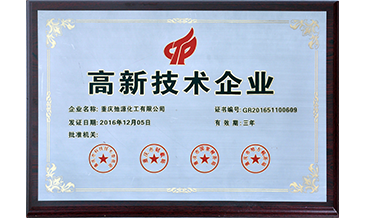 高新技术企业
企业名称: 重庆驰源化工有限公司 证书编号: GR201651100609
发证日期: 2016年12月05日 有效期: 三年
批准机关: